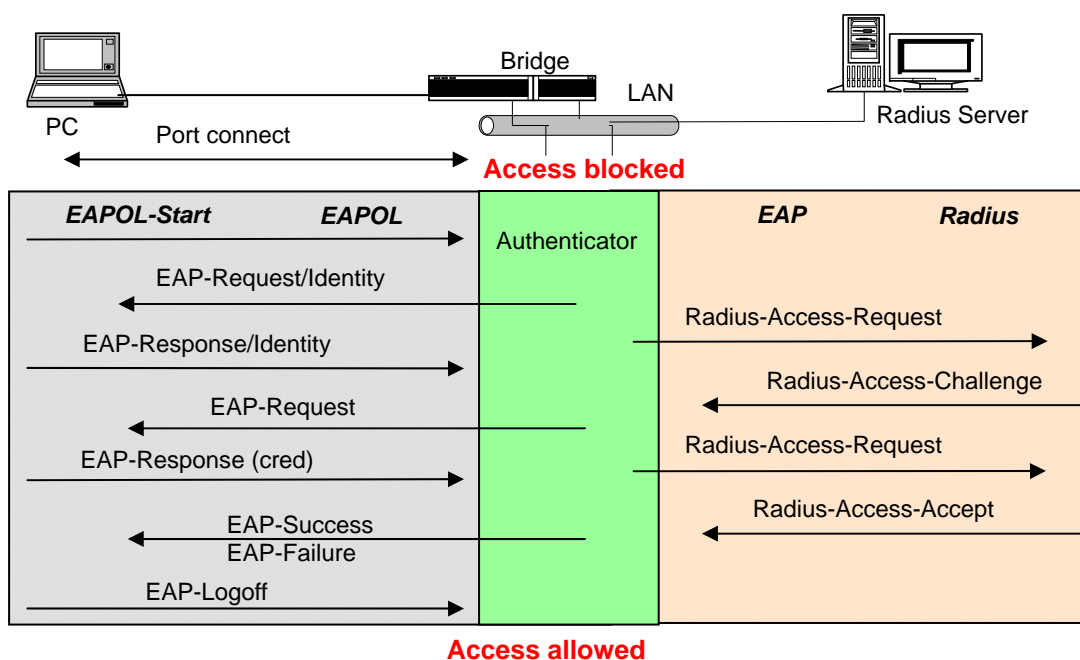 Bridge
LAN
PC
Radius Server
Port connect
Access blocked
EAPOL-Start EAPOL
EAP Radius
Authenticator
EAP-Request/Identity
Radius-Access-Request
EAP-Response/Identity
Radius-Access-Challenge
EAP-Request
Radius-Access-Request
EAP-Response (cred)
Radius-Access-Accept
EAP-Success
EAP-Failure
EAP-Logoff
Access allowed